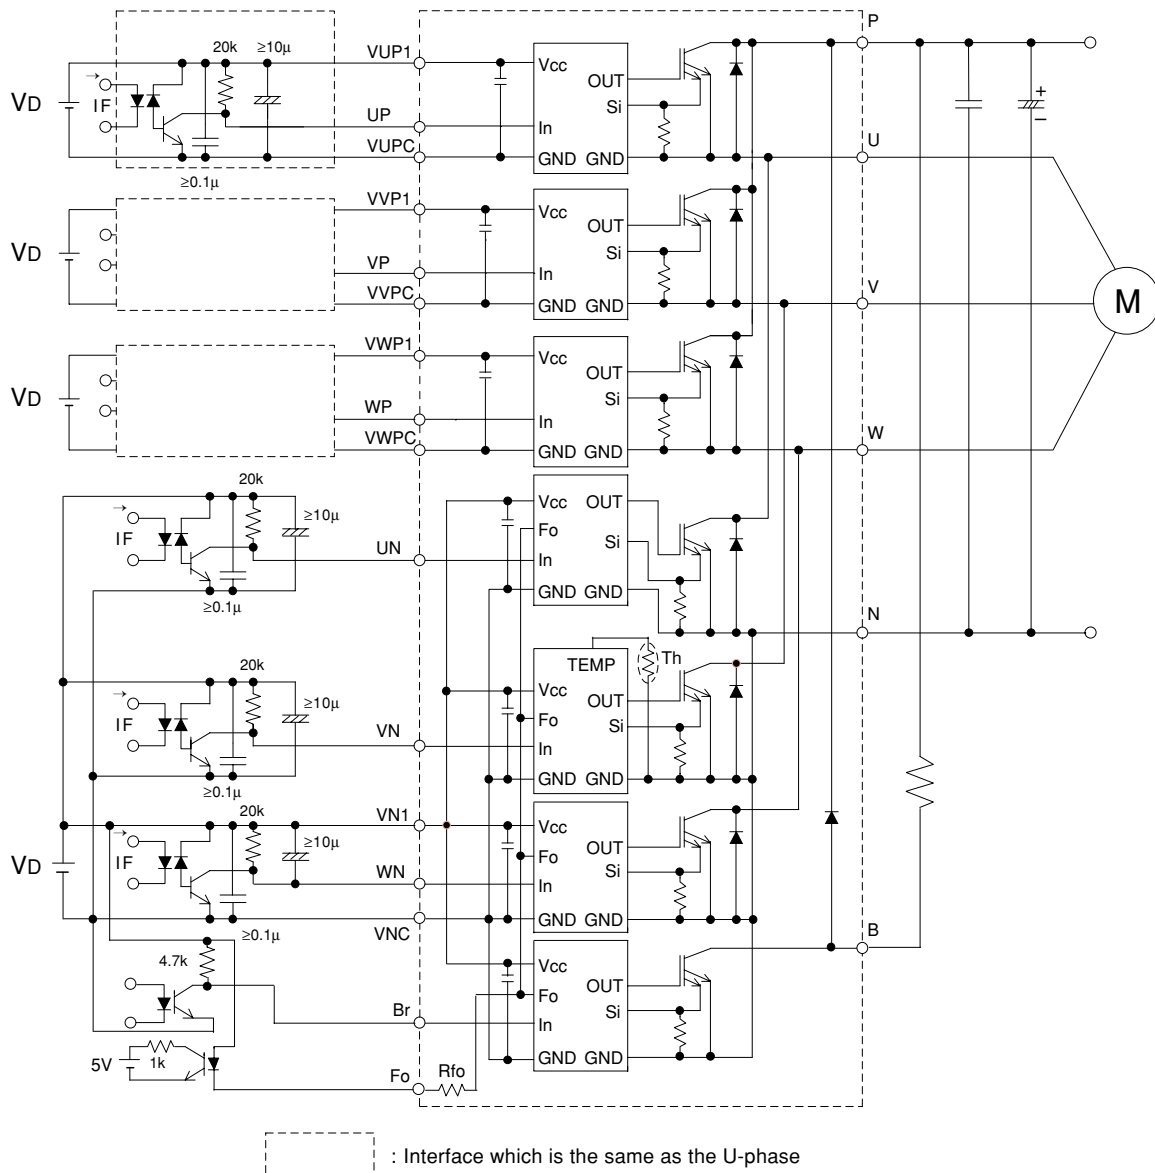 P
20k
≥10µ
VUP1
Vcc
OUT
VD
→
IF
Si
+
–
UP
In
U
VUPC
GND
GND
≥0.1µ
VVP1
Vcc
OUT
VD
Si
VP
In
VVPC
GND
GND
V
M
VWP1
Vcc
OUT
VD
Si
WP
In
VWPC
GND
GND
W
20k
≥10µ
→
IF
Vcc
OUT
Fo
Si
UN
In
GND
GND
≥0.1µ
N
20k
≥10µ
→
IF
TEMP
Th
Vcc
OUT
Fo
Si
VN
In
GND
GND
≥0.1µ
20k
≥10µ
VN1
Vcc
→
IF
OUT
VD
Fo
Si
WN
In
GND
GND
VNC
≥0.1µ
B
4.7k
Vcc
OUT
Fo
Si
Br
In
GND
GND
5V
1k
Fo
Rfo
: Interface which is the same as the U-phase